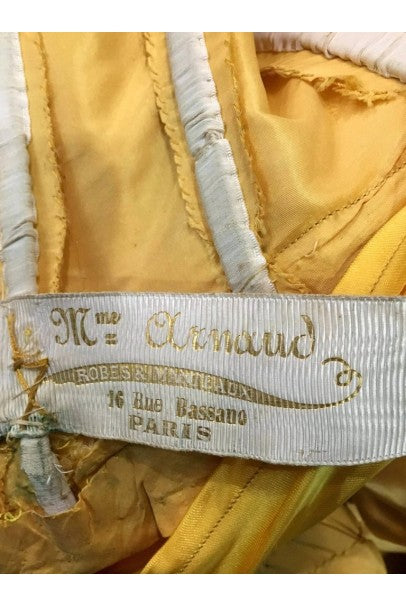 Mme Arnaud
ROBES & MANTEAUX
16 Rue Bassano
PARIS